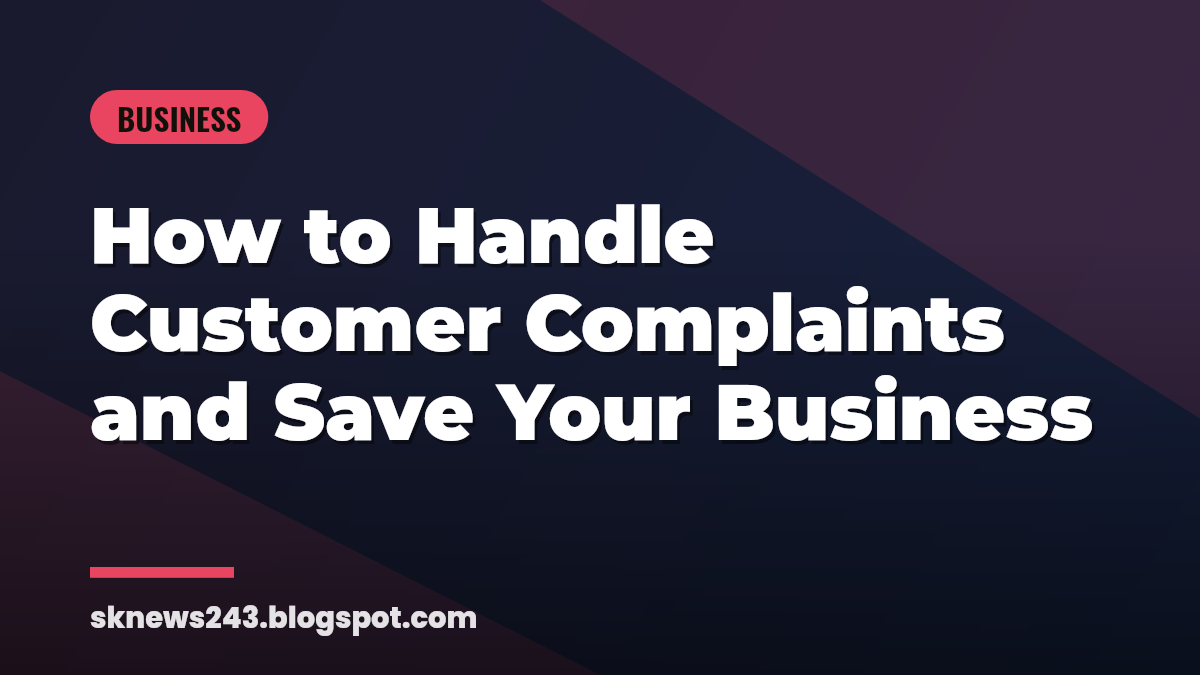 BUSINESS
How to Handle
Customer Complaints
and Save Your Business
sknews243.blogspot.com